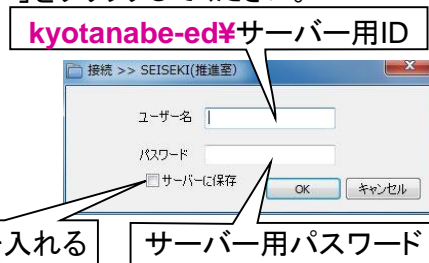 」をクリックしてください。
kyotanabe-ed¥サーバー用ID
接続 >> SEISEKI(推進室)
ユーザー名
パスワード
サーバーに保存
OK
キャンセル
入れる
サーバー用パスワード